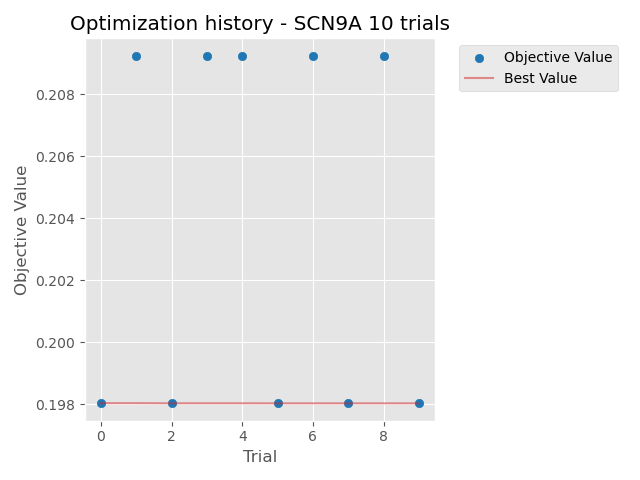 Optimization history - SCN9A 10 trials
Objective Value
Best Value
0.208
0.206
0.204
0.202
0.200
0.198
Objective Value
0
2
4
6
8
Trial